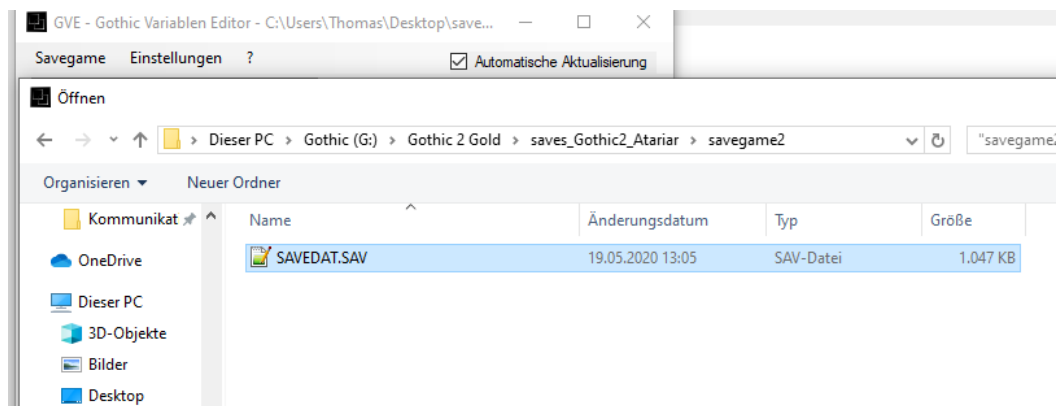 GVE - Gothic Variablen Editor - C:\Users\Thomas\Desktop\save...
Savegame Einstellungen ? Automatische Aktualisierung
Öffnen
Dieser PC > Gothic (G:) > Gothic 2 Gold > saves_Gothic2_Atariar > savegame2 "savegame2
Organisieren Neuer Ordner
Kommunikat Name Änderungsdatum Typ Größe
OneDrive SAVEDAT.SAV 19.05.2020 13:05 SAV-Datei 1.047 KB
Dieser PC
3D-Objekte
Bilder
Desktop